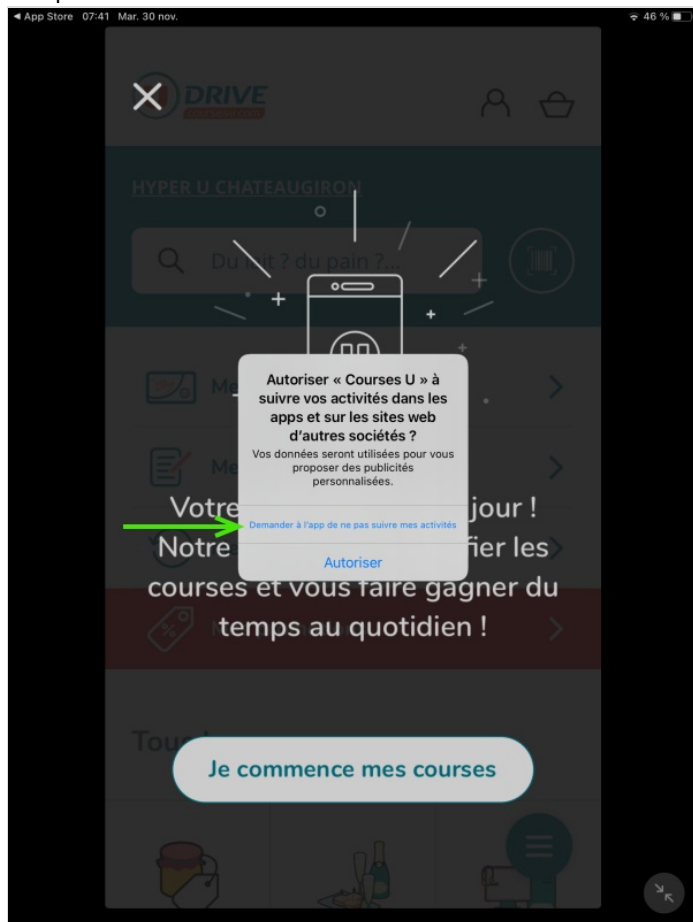 App Store 07:41 Mar. 30 nov.
46 %
DRIVE
HYPER U CHATEAUGIRON
Du lait ? du pain ?...
Autoriser « Courses U » à
suivre vos activités dans les
apps et sur les sites web
d'autres sociétés ?
Vos données seront utilisées pour vous
proposer des publicités
personnalisées.
Demander à l'app de ne pas suivre mes activités
Autoriser
Me
Me
Votre jour !
Notre fier les
courses et vous faire gagner du
temps au quotidien !
Tous
Je commence mes courses